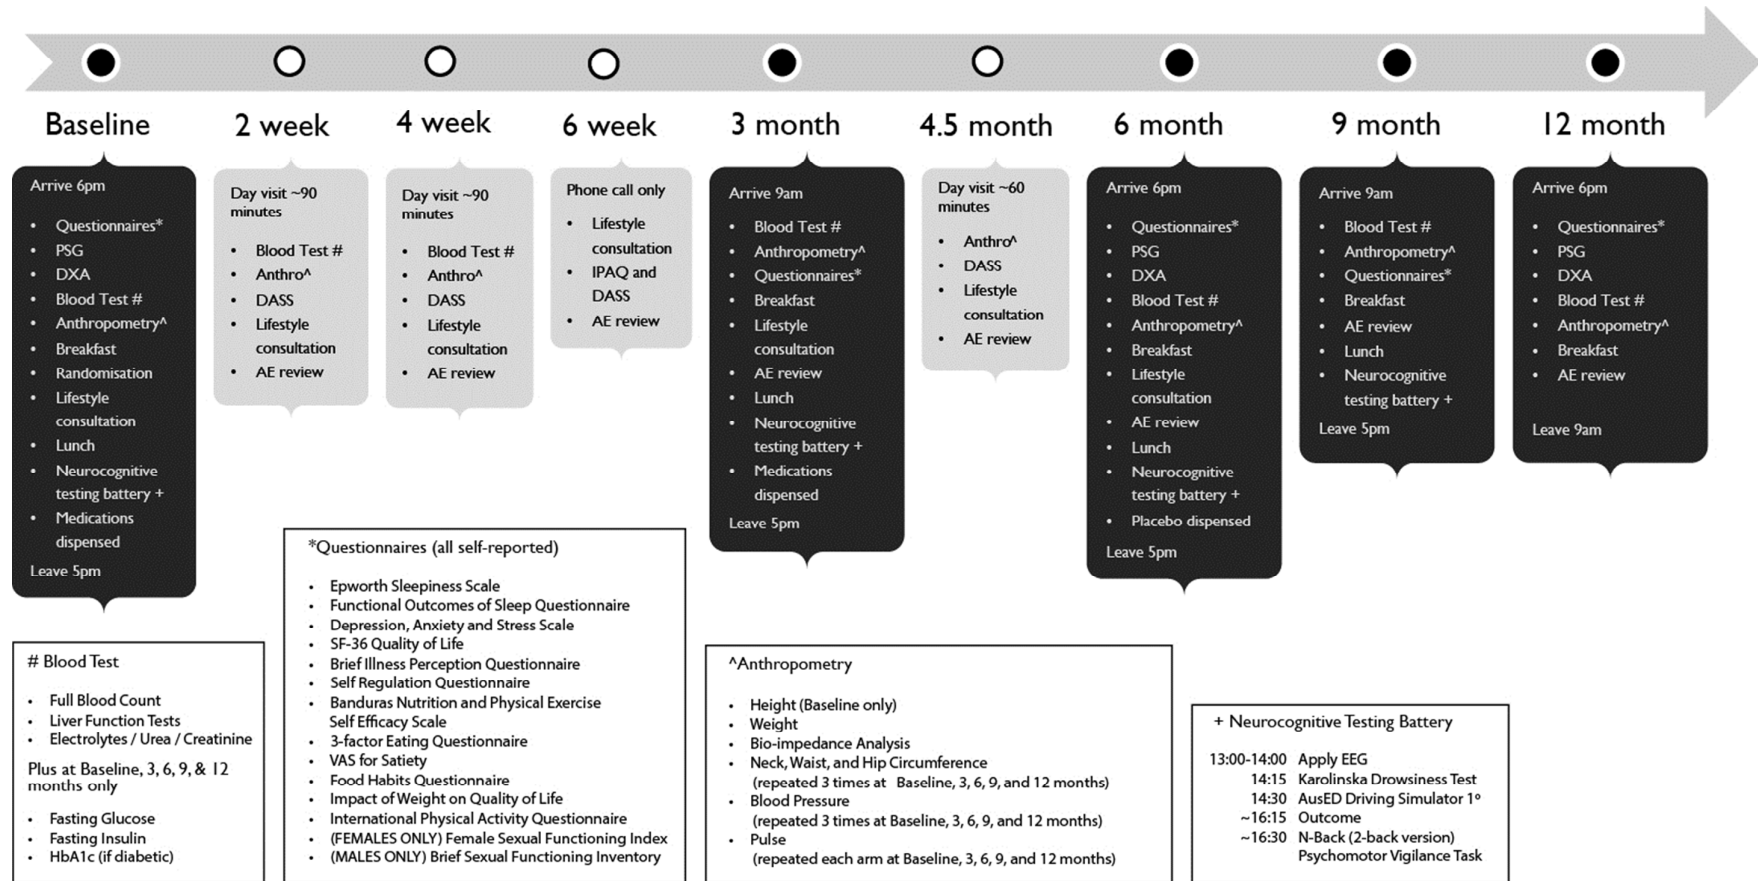 Baseline
2 week
4 week
6 week
3 month
4.5 month
6 month
9 month
12 month
Arrive 6pm
• Questionnaires*
• PSG
• DXA
• Blood Test #
• Anthropometry^
• Breakfast
• Randomisation
• Lifestyle
consultation
• Lunch
• Neurocognitive
testing battery +
• Medications
dispensed
Leave 5pm
Day visit ~90
minutes
• Blood Test #
• Anthro^
• DASS
• Lifestyle
consultation
• AE review
Day visit ~90
minutes
• Blood Test #
• Anthro^
• DASS
• Lifestyle
consultation
• AE review
Phone call only
• Lifestyle
consultation
• IPAQ and
DASS
• AE review
Arrive 9am
• Blood Test #
• Anthropometry^
• Questionnaires*
• Breakfast
• Lifestyle
consultation
• AE review
• Lunch
• Neurocognitive
testing battery +
• Medications
dispensed
Leave 5pm
Day visit ~60
minutes
• Anthro^
• DASS
• Lifestyle
consultation
• AE review
Arrive 6pm
• Questionnaires*
• PSG
• DXA
• Blood Test #
• Anthropometry^
• Breakfast
• Lifestyle
consultation
• AE review
• Lunch
• Neurocognitive
testing battery +
• Placebo dispensed
Leave 5pm
Arrive 9am
• Blood Test #
• Anthropometry^
• Questionnaires*
• Breakfast
• AE review
• Lunch
• Neurocognitive
testing battery +
Leave 5pm
Arrive 6pm
• Questionnaires*
• PSG
• DXA
• Blood Test #
• Anthropometry^
• Breakfast
• AE review
Leave 9am
# Blood Test
• Full Blood Count
• Liver Function Tests
• Electrolytes / Urea / Creatinine
Plus at Baseline, 3, 6, 9, & 12
months only
• Fasting Glucose
• Fasting Insulin
• HbA1c (if diabetic)
*Questionnaires (all self-reported)
• Epworth Sleepiness Scale
• Functional Outcomes of Sleep Questionnaire
• Depression, Anxiety and Stress Scale
• SF-36 Quality of Life
• Brief Illness Perception Questionnaire
• Self Regulation Questionnaire
• Banduras Nutrition and Physical Exercise
Self Efficacy Scale
• 3-factor Eating Questionnaire
• VAS for Satiety
• Food Habits Questionnaire
• Impact of Weight on Quality of Life
• International Physical Activity Questionnaire
• (FEMALES ONLY) Female Sexual Functioning Index
• (MALES ONLY) Brief Sexual Functioning Inventory
^Anthropometry
• Height (Baseline only)
• Weight
• Bio-impedance Analysis
• Neck, Waist, and Hip Circumference
(repeated 3 times at Baseline, 3, 6, 9, and 12 months)
• Blood Pressure
(repeated 3 times at Baseline, 3, 6, 9, and 12 months)
• Pulse
(repeated each arm at Baseline, 3, 6, 9, and 12 months)
+ Neurocognitive Testing Battery
13:00-14:00 Apply EEG
14:15 Karolinska Drowsiness Test
14:30 AusED Driving Simulator 1º
~16:15 Outcome
~16:30 N-Back (2-back version)
Psychomotor Vigilance Task